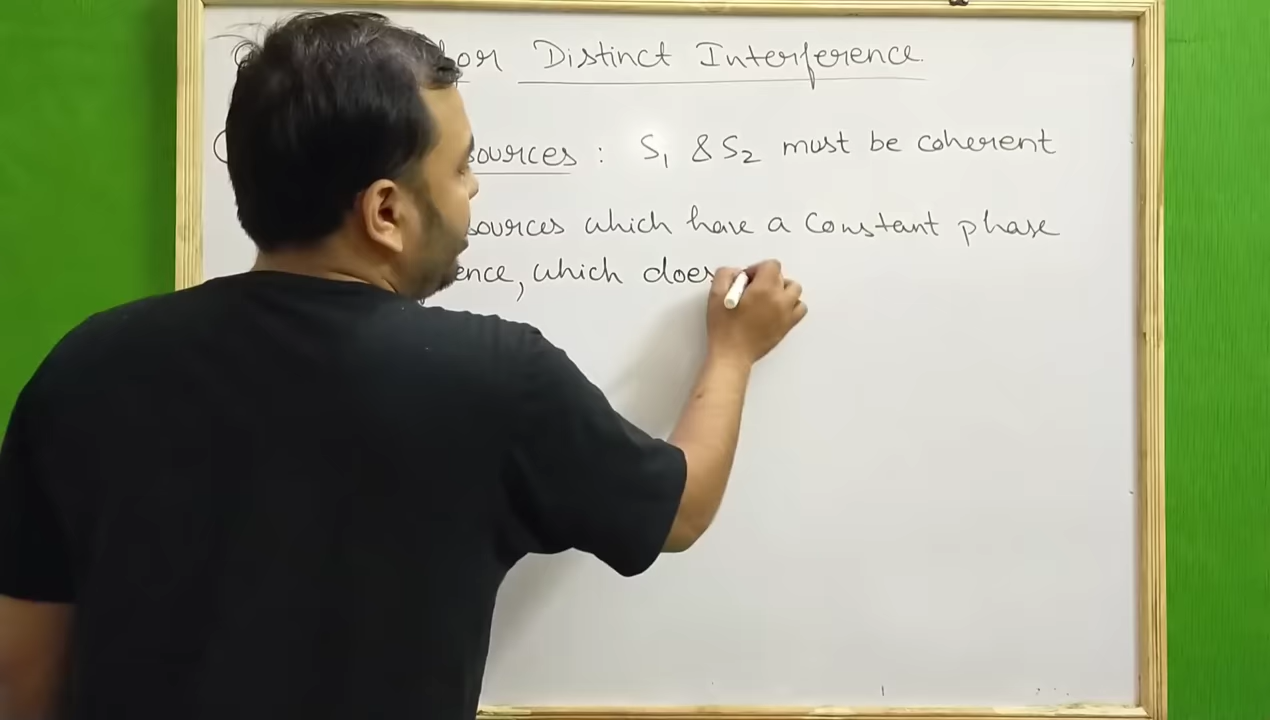 for Distinct Interference.
sources : S₁ & S₂ must be coherent
sources which have a constant phase
ence, which does